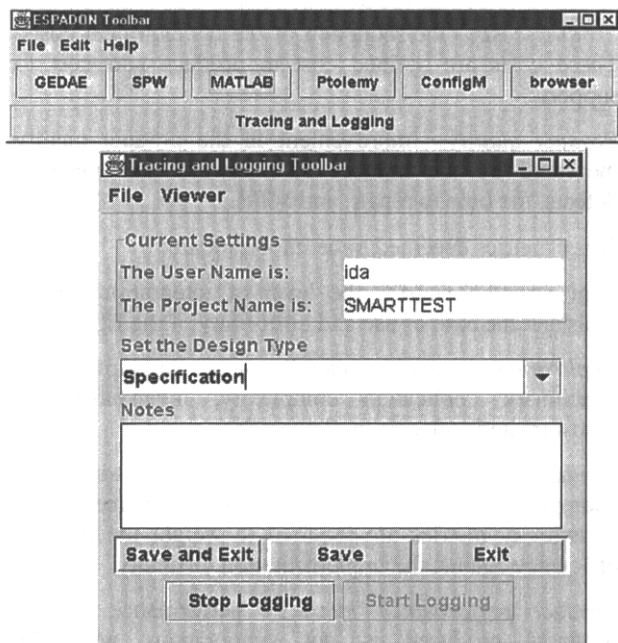 ESPADON Toolbar
File Edit Help
GEDAE SPW MATLAB Ptolemy ConfigM browser
Tracing and Logging
Tracing and Logging Toolbar
File Viewer
Current Settings
The User Name is: ida
The Project Name is: SMARTTEST
Set the Design Type
Specification
Notes
Save and Exit Save Exit
Stop Logging Start Logging